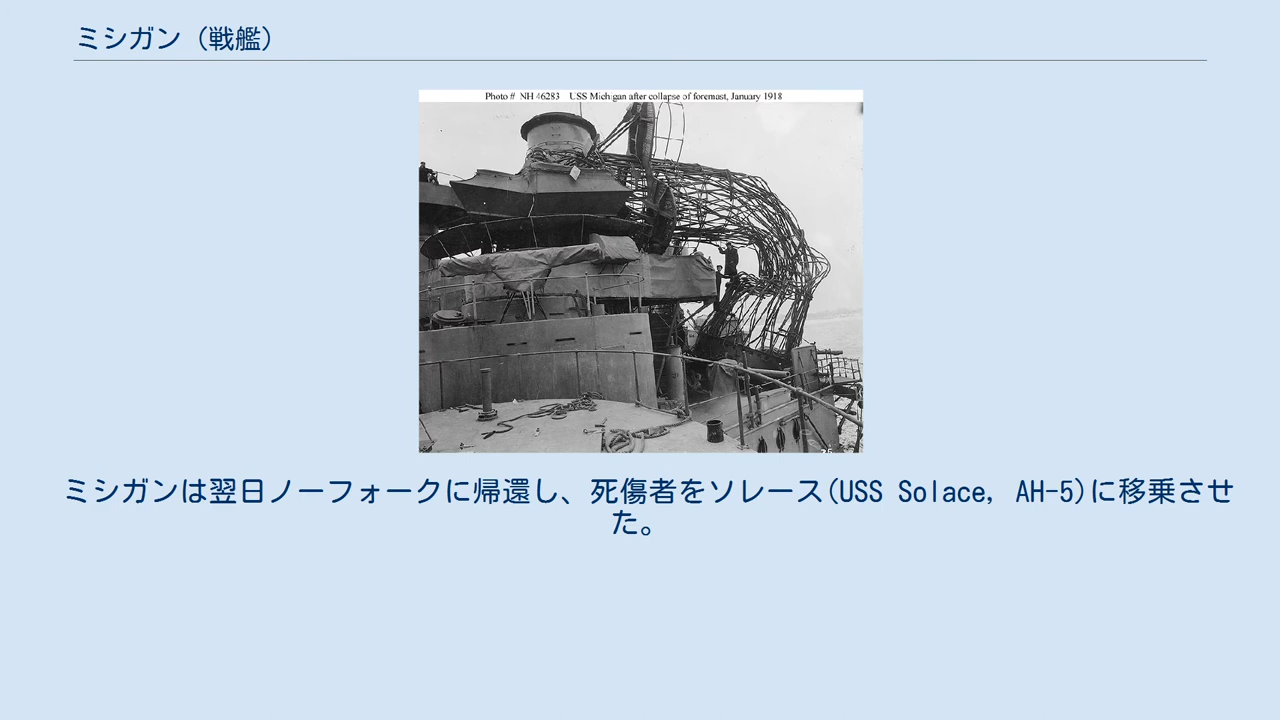 ミシガン（戦艦）
Photo # NH 46283 USS Michigan after collapse of foremast, January 1918
ミシガンは翌日ノーフォークに帰還し、死傷者をソレース(USS Solace, AH-5)に移乗させ
た。